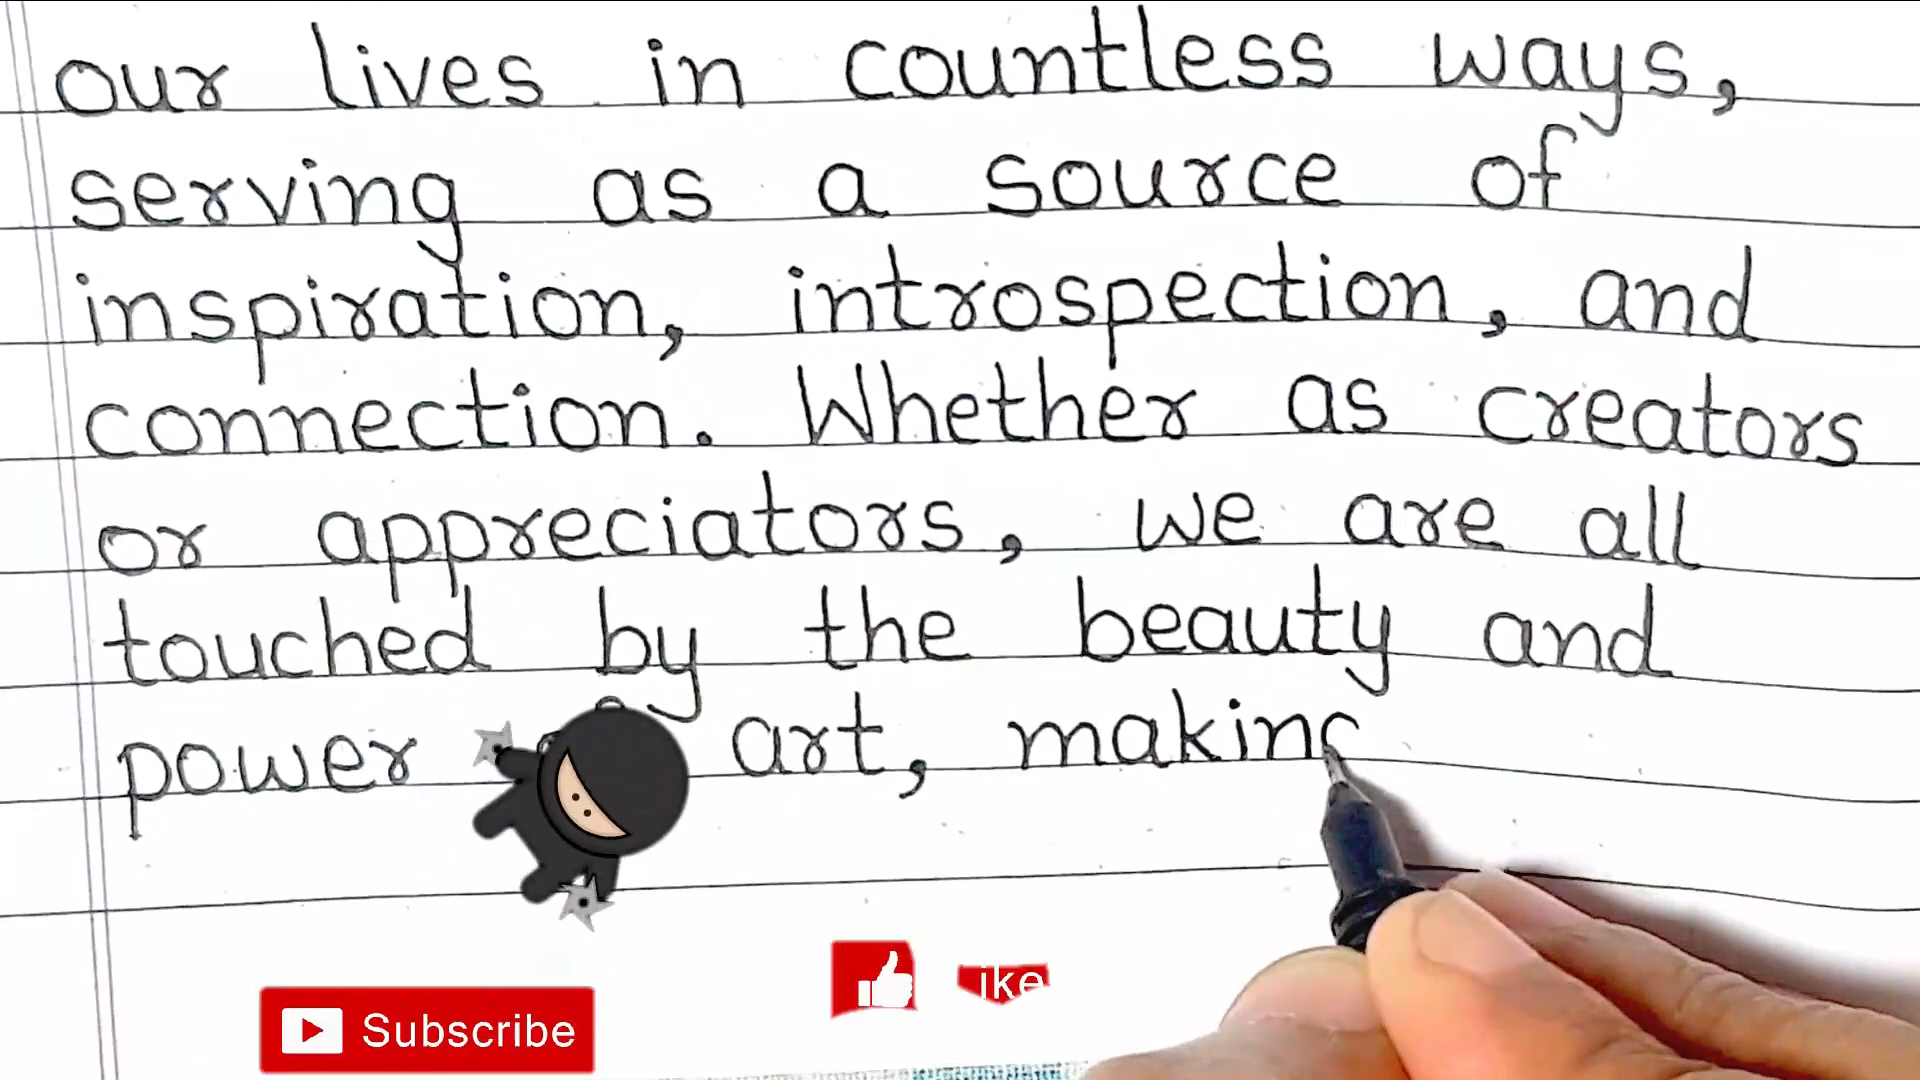 our lives in countless ways,
serving as a source of
inspiration, introspection, and
connection. Whether as creators
or appreciators, we are all
touched by the beauty and
power art, making
Subscribe